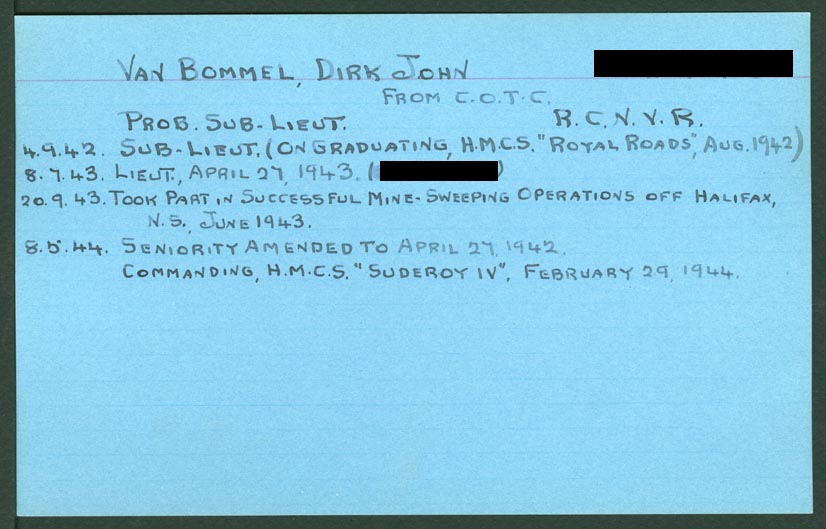 VAN BOMMEL, DIRK JOHN
FROM C.O.T.C.
PROB. SUB-LIEUT. R.C.N.V.R.
4.9.42. SUB-LIEUT. (ON GRADUATING, H.M.C.S. "ROYAL ROADS", AUG. 1942)
8.7.43. LIEUT., APRIL 27, 1943. ( )
20.9.43. TOOK PART IN SUCCESSFUL MINE-SWEEPING OPERATIONS OFF HALIFAX,
N.S., JUNE 1943.
8.5.44. SENIORITY AMENDED TO APRIL 27, 1942.
COMMANDING, H.M.C.S. "SUDEROY IV", FEBRUARY 29, 1944.